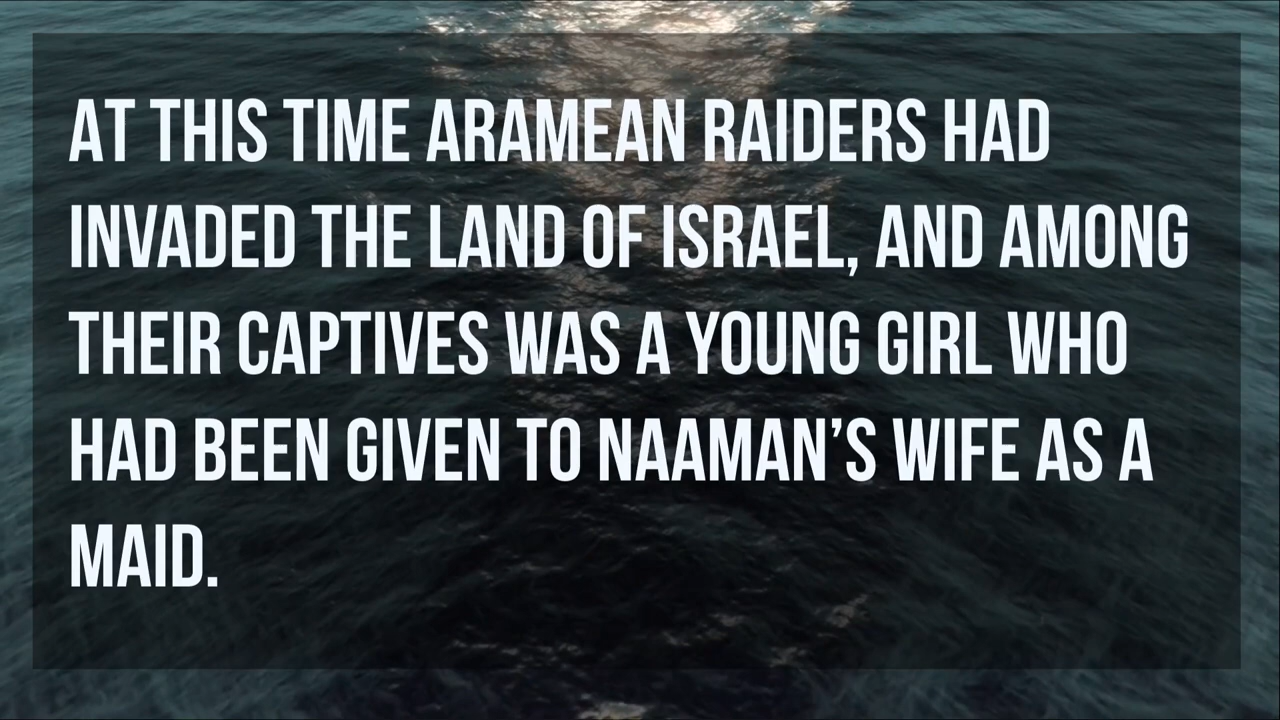 AT THIS TIME ARAMEAN RAIDERS HAD
INVADED THE LAND OF ISRAEL, AND AMONG
THEIR CAPTIVES WAS A YOUNG GIRL WHO
HAD BEEN GIVEN TO NAAMAN’S WIFE AS A
MAID.